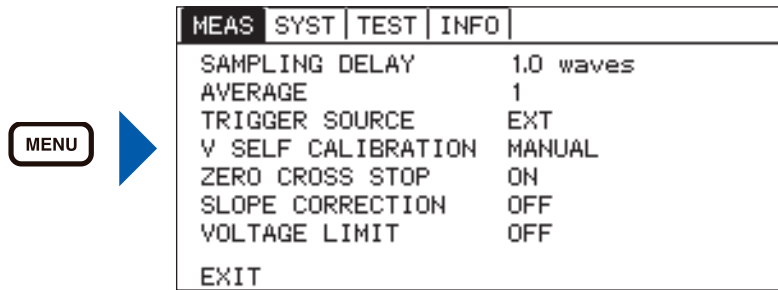 MENU
MEAS SYST TEST INFO
SAMPLING DELAY 1.0 waves
AVERAGE 1
TRIGGER SOURCE EXT
V SELF CALIBRATION MANUAL
ZERO CROSS STOP ON
SLOPE CORRECTION OFF
VOLTAGE LIMIT OFF
EXIT